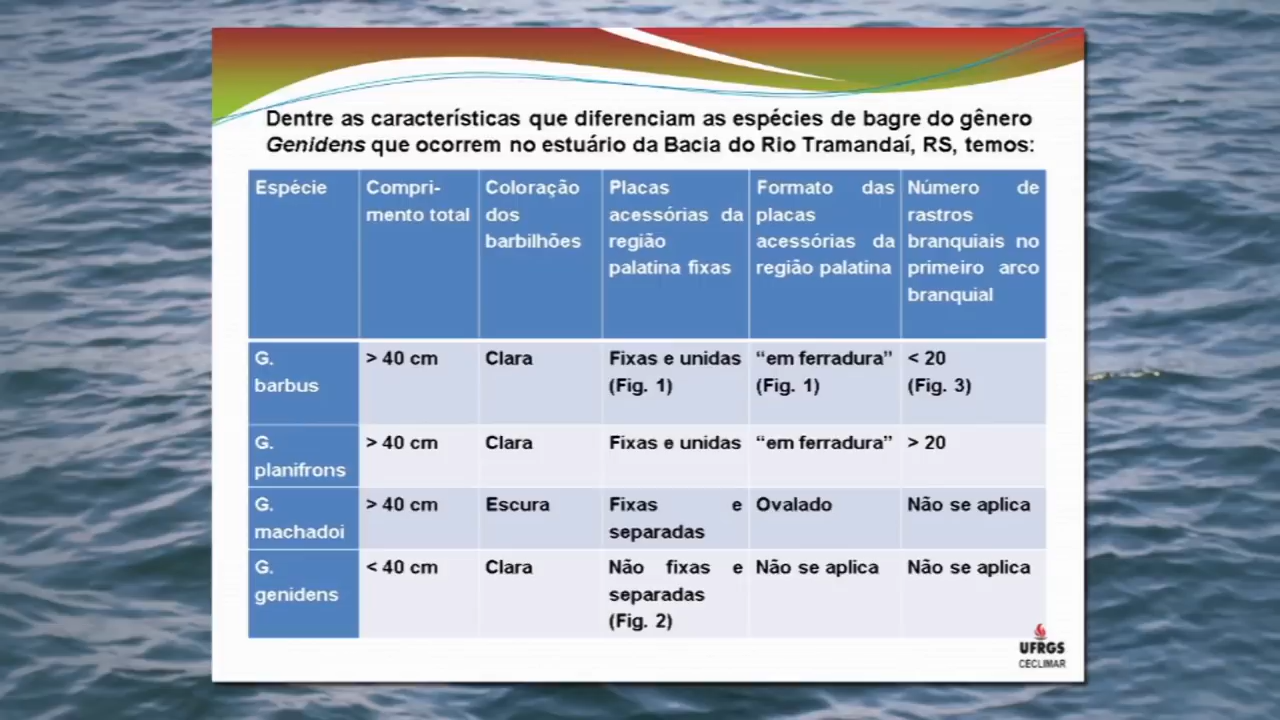 Dentre as características que diferenciam as espécies de bagre do gênero
Genidens que ocorrem no estuário da Bacia do Rio Tramandaí, RS, temos:
Espécie
Compri-
mento total
Coloração
dos
barbilhões
Placas
acessórias da
região
palatina fixas
Formato das
placas
acessórias da
região palatina
Número de
rastros
branquiais no
primeiro arco
branquial
G.
barbus
> 40 cm
Clara
Fixas e unidas
(Fig. 1)
“em ferradura”
(Fig. 1)
< 20
(Fig. 3)
G.
planifrons
> 40 cm
Clara
Fixas e unidas
“em ferradura”
> 20
G.
machadoi
> 40 cm
Escura
Fixas e
separadas
Ovalado
Não se aplica
G.
genidens
< 40 cm
Clara
Não fixas e
separadas
(Fig. 2)
Não se aplica
Não se aplica
UFRGS
CECLIMAR